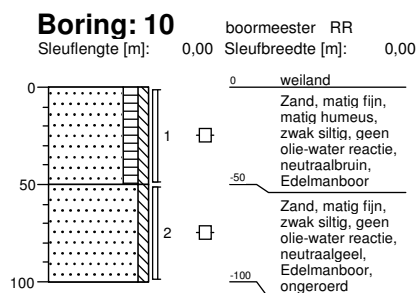 Boring: 10 boormeester RR
Sleuflengte [m]: 0,00 Sleufbreedte [m]: 0,00
0 0 weiland
1 Zand, matig fijn,
matig humeus,
zwak siltig, geen
olie-water reactie,
neutraalbruin,
Edelmanboor
50 -50
2 Zand, matig fijn,
zwak siltig, geen
olie-water reactie,
neutraalgeel,
Edelmanboor,
ongeroerd
100 -100